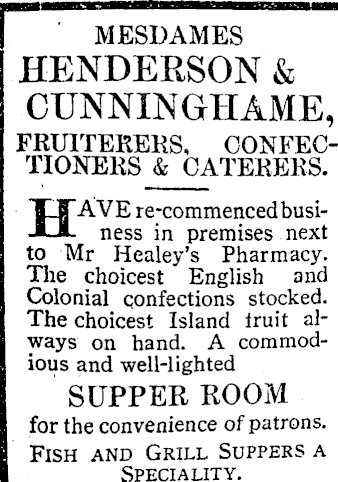 MESDAMES
HENDERSON &
CUNNINGHAME,
FRUITERERS, CONFEC-
TIONERS & CATERERS.
HAVE re-commenced busi-
ness in premises next
to Mr Healey's Pharmacy.
The choicest English and
Colonial confections stocked.
The choicest Island fruit al-
ways on hand. A commod-
ious and well-lighted
SUPPER ROOM
for the convenience of patrons.
FISH AND GRILL SUPPERS A
SPECIALITY.